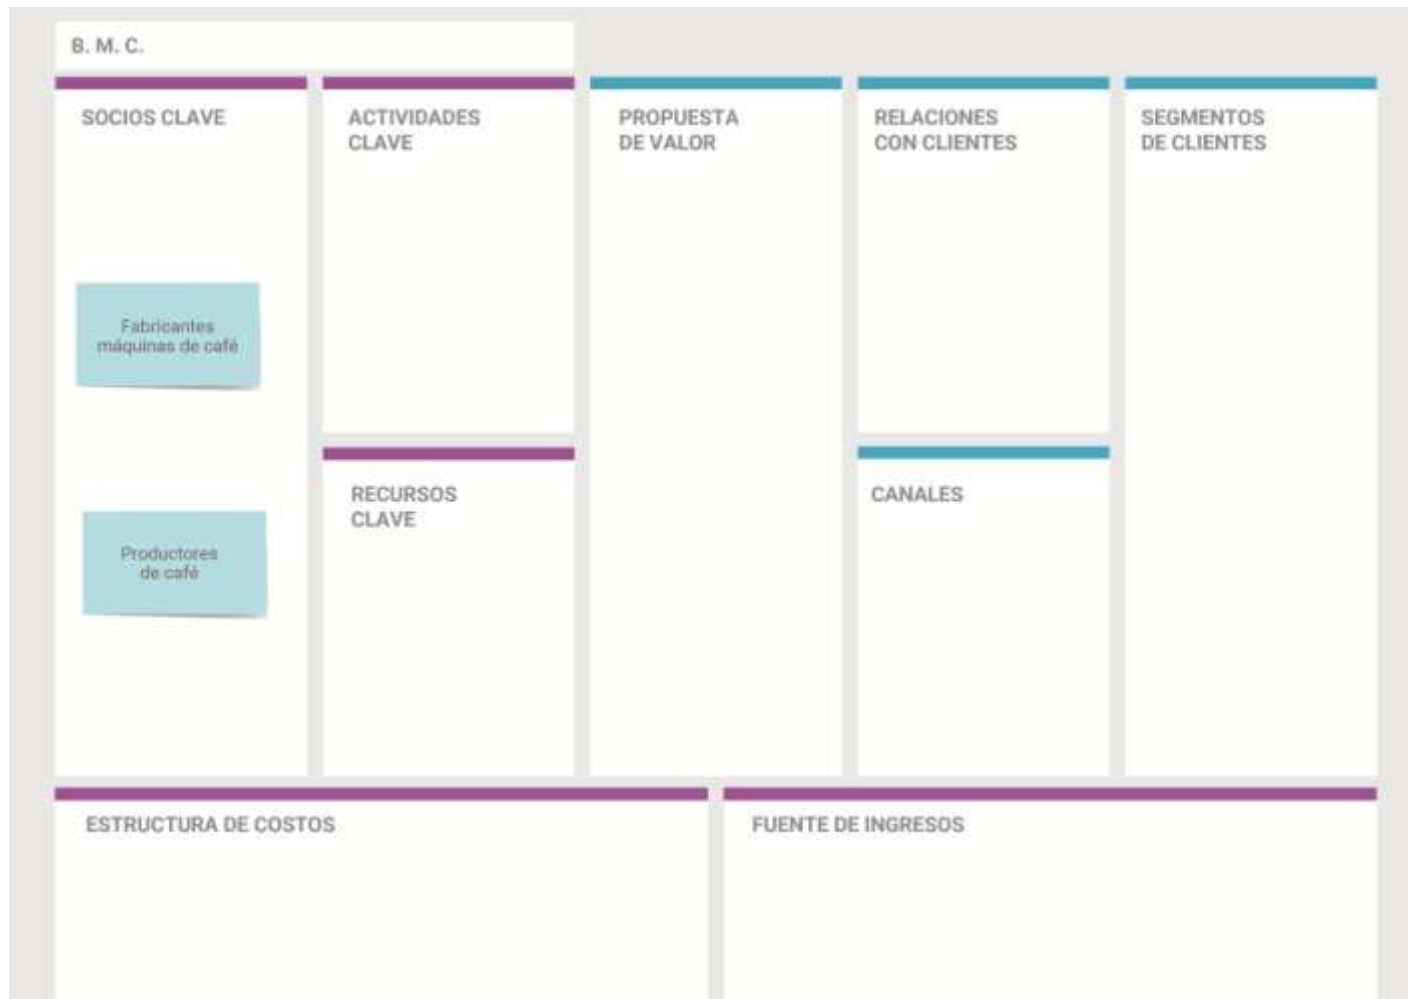 B. M. C.
SOCIOS CLAVE
Fabricantes
máquinas de café
Productores
de café
ACTIVIDADES
CLAVE
RECURSOS
CLAVE
PROPUESTA
DE VALOR
RELACIONES
CON CLIENTES
CANALES
SEGMENTOS
DE CLIENTES
ESTRUCTURA DE COSTOS
FUENTE DE INGRESOS